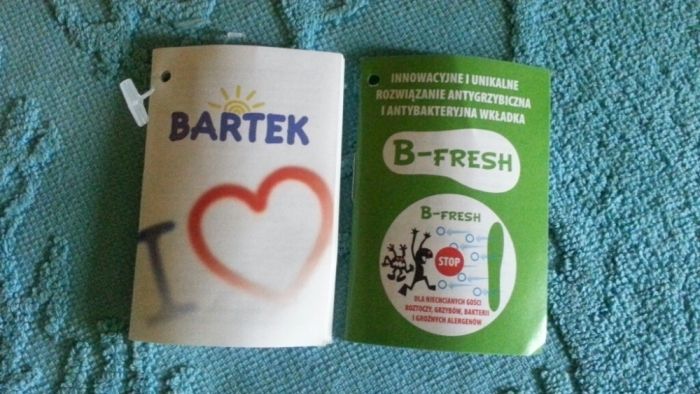 BARTEK
I
INNOWACYJNE I UNIKALNE
ROZWIĄZANIE ANTYGRZYBICZNA
I ANTYBAKTERYJNA WKŁADKA
B-FRESH
B-FRESH
STOP
DLA NIECHCIANYCH GOŚCI
ROZTOCZY, GRZYBÓW, BAKTERII
I GROŹNYCH ALERGENÓW